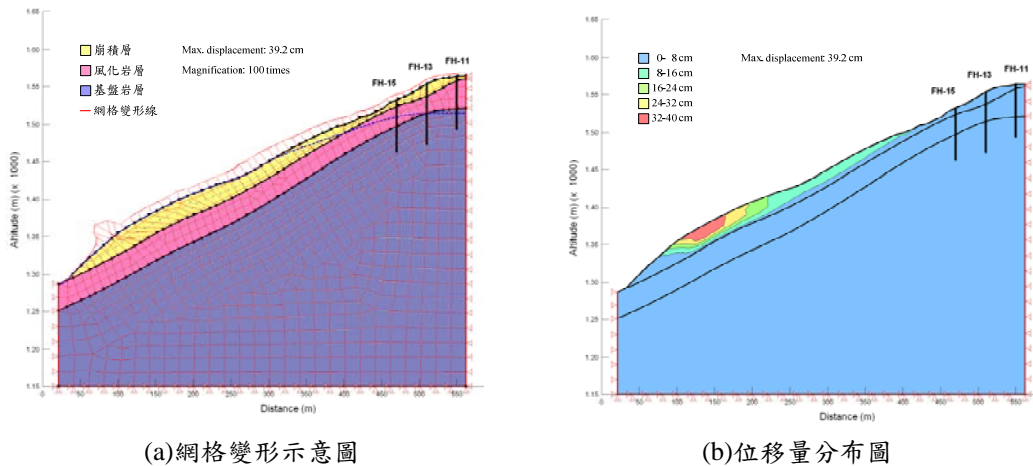 1.65
1.60
1.55
1.50
1.45
1.40
1.35
1.30
1.25
1.20
1.15
Altitude (m) (x 1000)
崩積層
風化岩層
基盤岩層
網格變形線
Max. displacement: 39.2 cm
Magnification: 100 times
FH-15
FH-13
FH-11
0 50 100 150 200 250 300 350 400 450 500 550
Distance (m)
(a)網格變形示意圖
1.65
1.60
1.55
1.50
1.45
1.40
1.35
1.30
1.25
1.20
1.15
Altitude (m) (x 1000)
0- 8 cm
8-16 cm
16-24 cm
24-32 cm
32-40 cm
Max. displacement: 39.2 cm
FH-15
FH-13
FH-11
0 50 100 150 200 250 300 350 400 450 500 550
Distance (m)
(b)位移量分布圖